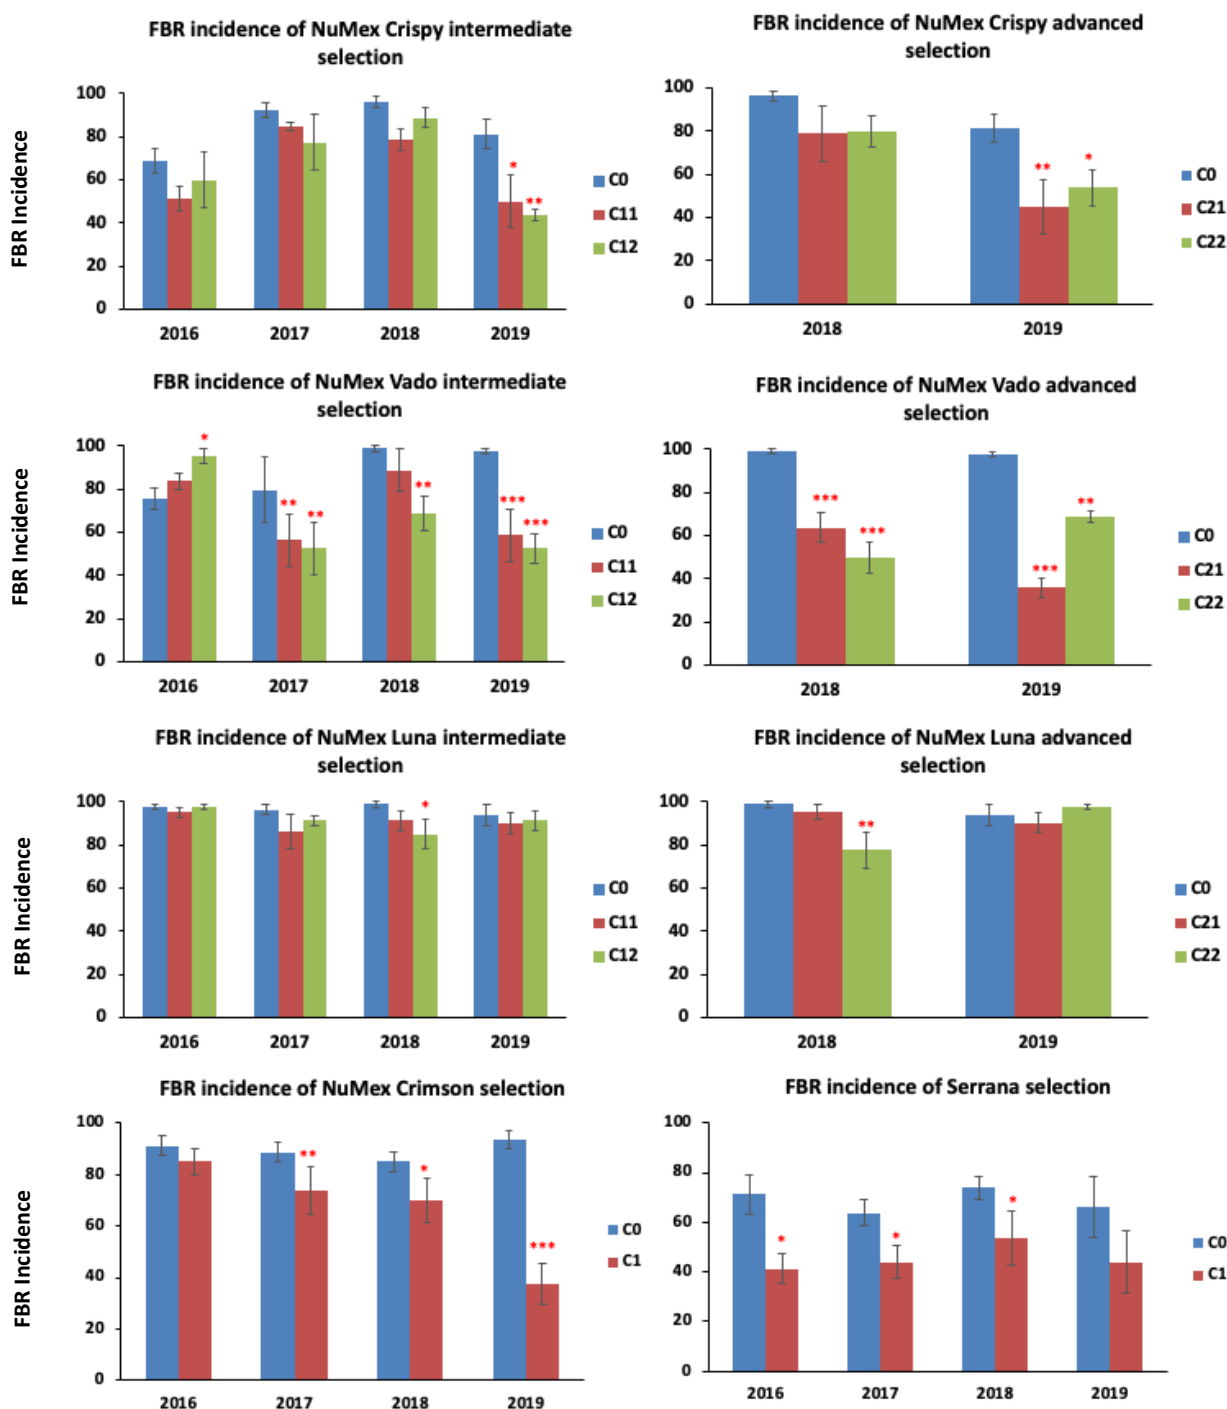 FBR incidence of NuMex Crispy intermediate
selection
FBR Incidence
100
80
60
40
20
0
*
**
2016
2017
2018
2019
C0
C11
C12
FBR incidence of NuMex Crispy advanced
selection
100
80
60
40
20
0
**
*
2018
2019
C0
C21
C22
FBR incidence of NuMex Vado intermediate
selection
FBR Incidence
100
80
60
40
20
0
*
**
**
**
***
***
2016
2017
2018
2019
C0
C11
C12
FBR incidence of NuMex Vado advanced
selection
100
80
60
40
20
0
***
***
***
**
2018
2019
C0
C21
C22
FBR incidence of NuMex Luna intermediate
selection
FBR Incidence
100
80
60
40
20
0
*
2016
2017
2018
2019
C0
C11
C12
FBR incidence of NuMex Luna advanced
selection
100
80
60
40
20
0
**
2018
2019
C0
C21
C22
FBR incidence of NuMex Crimson selection
FBR Incidence
100
80
60
40
20
0
**
*
***
2016
2017
2018
2019
C0
C1
FBR incidence of Serrana selection
100
80
60
40
20
0
*
*
*
2016
2017
2018
2019
C0
C1